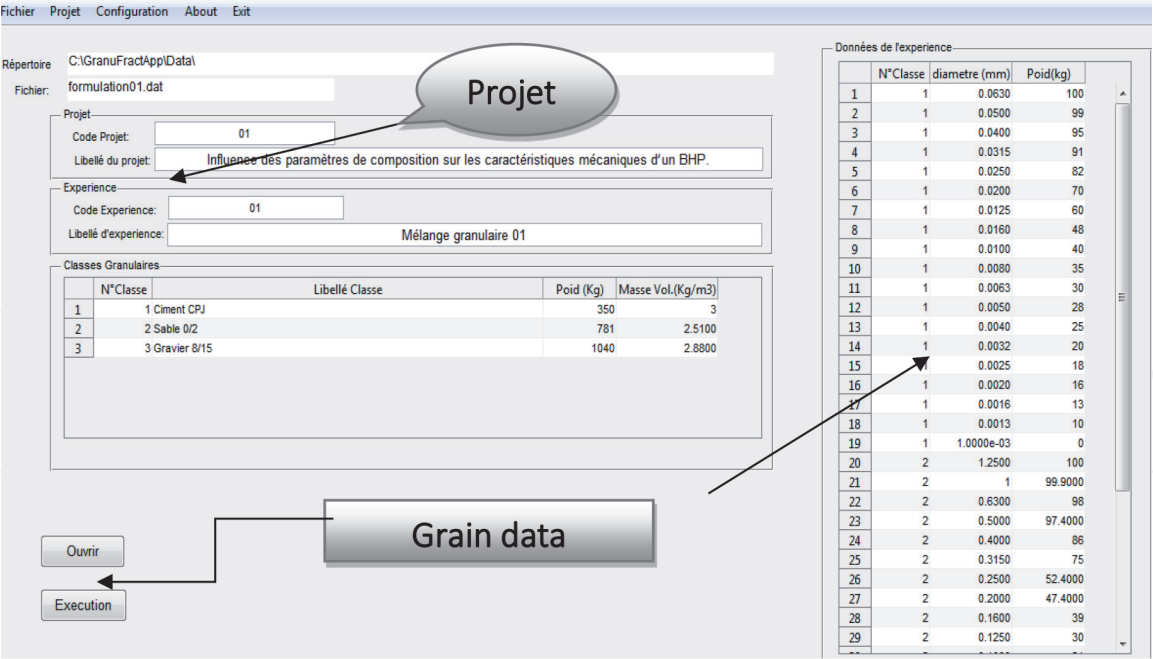 Fichier Projet Configuration About Exit
Répertoire C:\GranuFractApp\Data\
Fichier: formulation01.dat
Projet
Projet
Code Projet: 01
Libellé du projet: Influence des paramètres de composition sur les caractéristiques mécaniques d'un BHP.
Experience
Code Experience: 01
Libellé d'experience: Mélange granulaire 01
Classes Granulaires
N°Classe Libellé Classe Poid (Kg) Masse Vol.(Kg/m3)
1 1 Ciment CPJ 350 3
2 2 Sable 0/2 781 2.5100
3 3 Gravier 8/15 1040 2.8800
Grain data
Ouvrir
Execution
Données de l'experience
N°Classe diametre (mm) Poid(kg)
1 1 0.0630 100
2 1 0.0500 99
3 1 0.0400 95
4 1 0.0315 91
5 1 0.0250 82
6 1 0.0200 70
7 1 0.0125 60
8 1 0.0160 48
9 1 0.0100 40
10 1 0.0080 35
11 1 0.0063 30
12 1 0.0050 28
13 1 0.0040 25
14 1 0.0032 20
15 1 0.0025 18
16 1 0.0020 16
17 1 0.0016 13
18 1 0.0013 10
19 1 1.0000e-03 0
20 2 1.2500 100
21 2 1 99.9000
22 2 0.6300 98
23 2 0.5000 97.4000
24 2 0.4000 86
25 2 0.3150 75
26 2 0.2500 52.4000
27 2 0.2000 47.4000
28 2 0.1600 39
29 2 0.1250 30